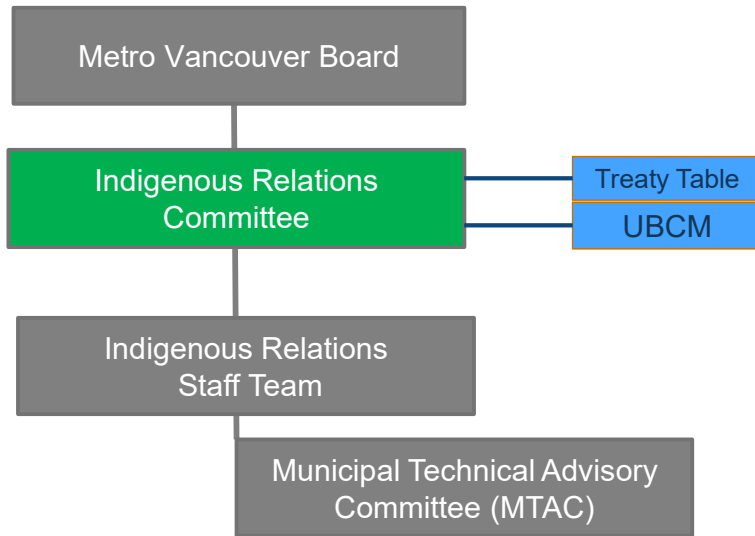 Metro Vancouver Board
Indigenous Relations
Committee
Treaty Table
UBCM
Indigenous Relations
Staff Team
Municipal Technical Advisory
Committee (MTAC)